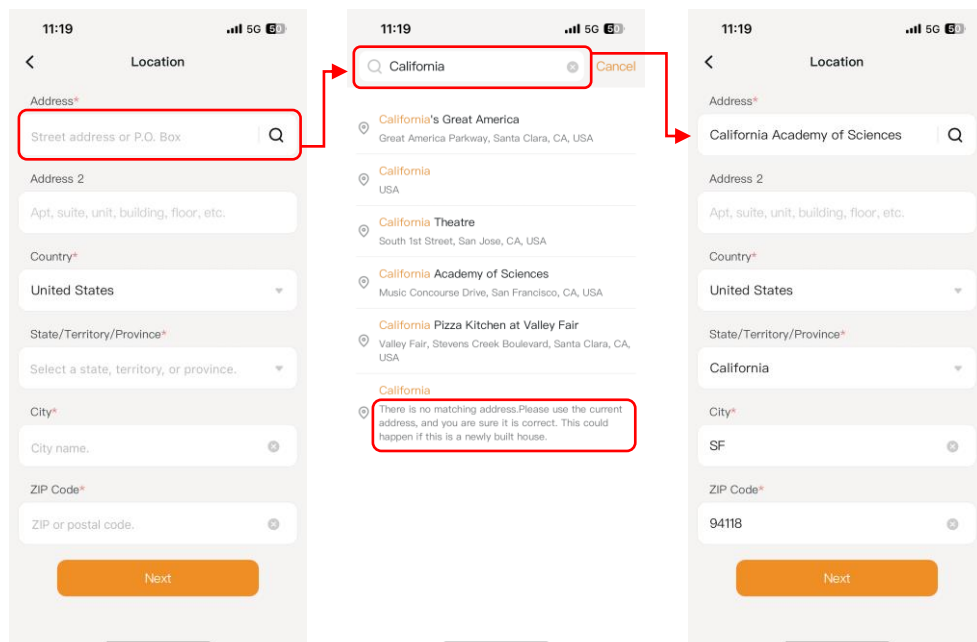 11:19
5G 50
Location
Address*
Street address or P.O. Box
Address 2
Apt, suite, unit, building, floor, etc.
Country*
United States
State/Territory/Province*
Select a state, territory, or province.
City*
City name.
ZIP Code*
ZIP or postal code.
Next
11:19
5G 50
California
Cancel
California's Great America
Great America Parkway, Santa Clara, CA, USA
California
USA
California Theatre
South 1st Street, San Jose, CA, USA
California Academy of Sciences
Music Concourse Drive, San Francisco, CA, USA
California Pizza Kitchen at Valley Fair
Valley Fair, Stevens Creek Boulevard, Santa Clara, CA,
USA
California
There is no matching address.Please use the current
address, and you are sure it is correct. This could
happen if this is a newly built house.
11:19
5G 50
Location
Address*
California Academy of Sciences
Address 2
Apt, suite, unit, building, floor, etc.
Country*
United States
State/Territory/Province*
California
City*
SF
ZIP Code*
94118
Next